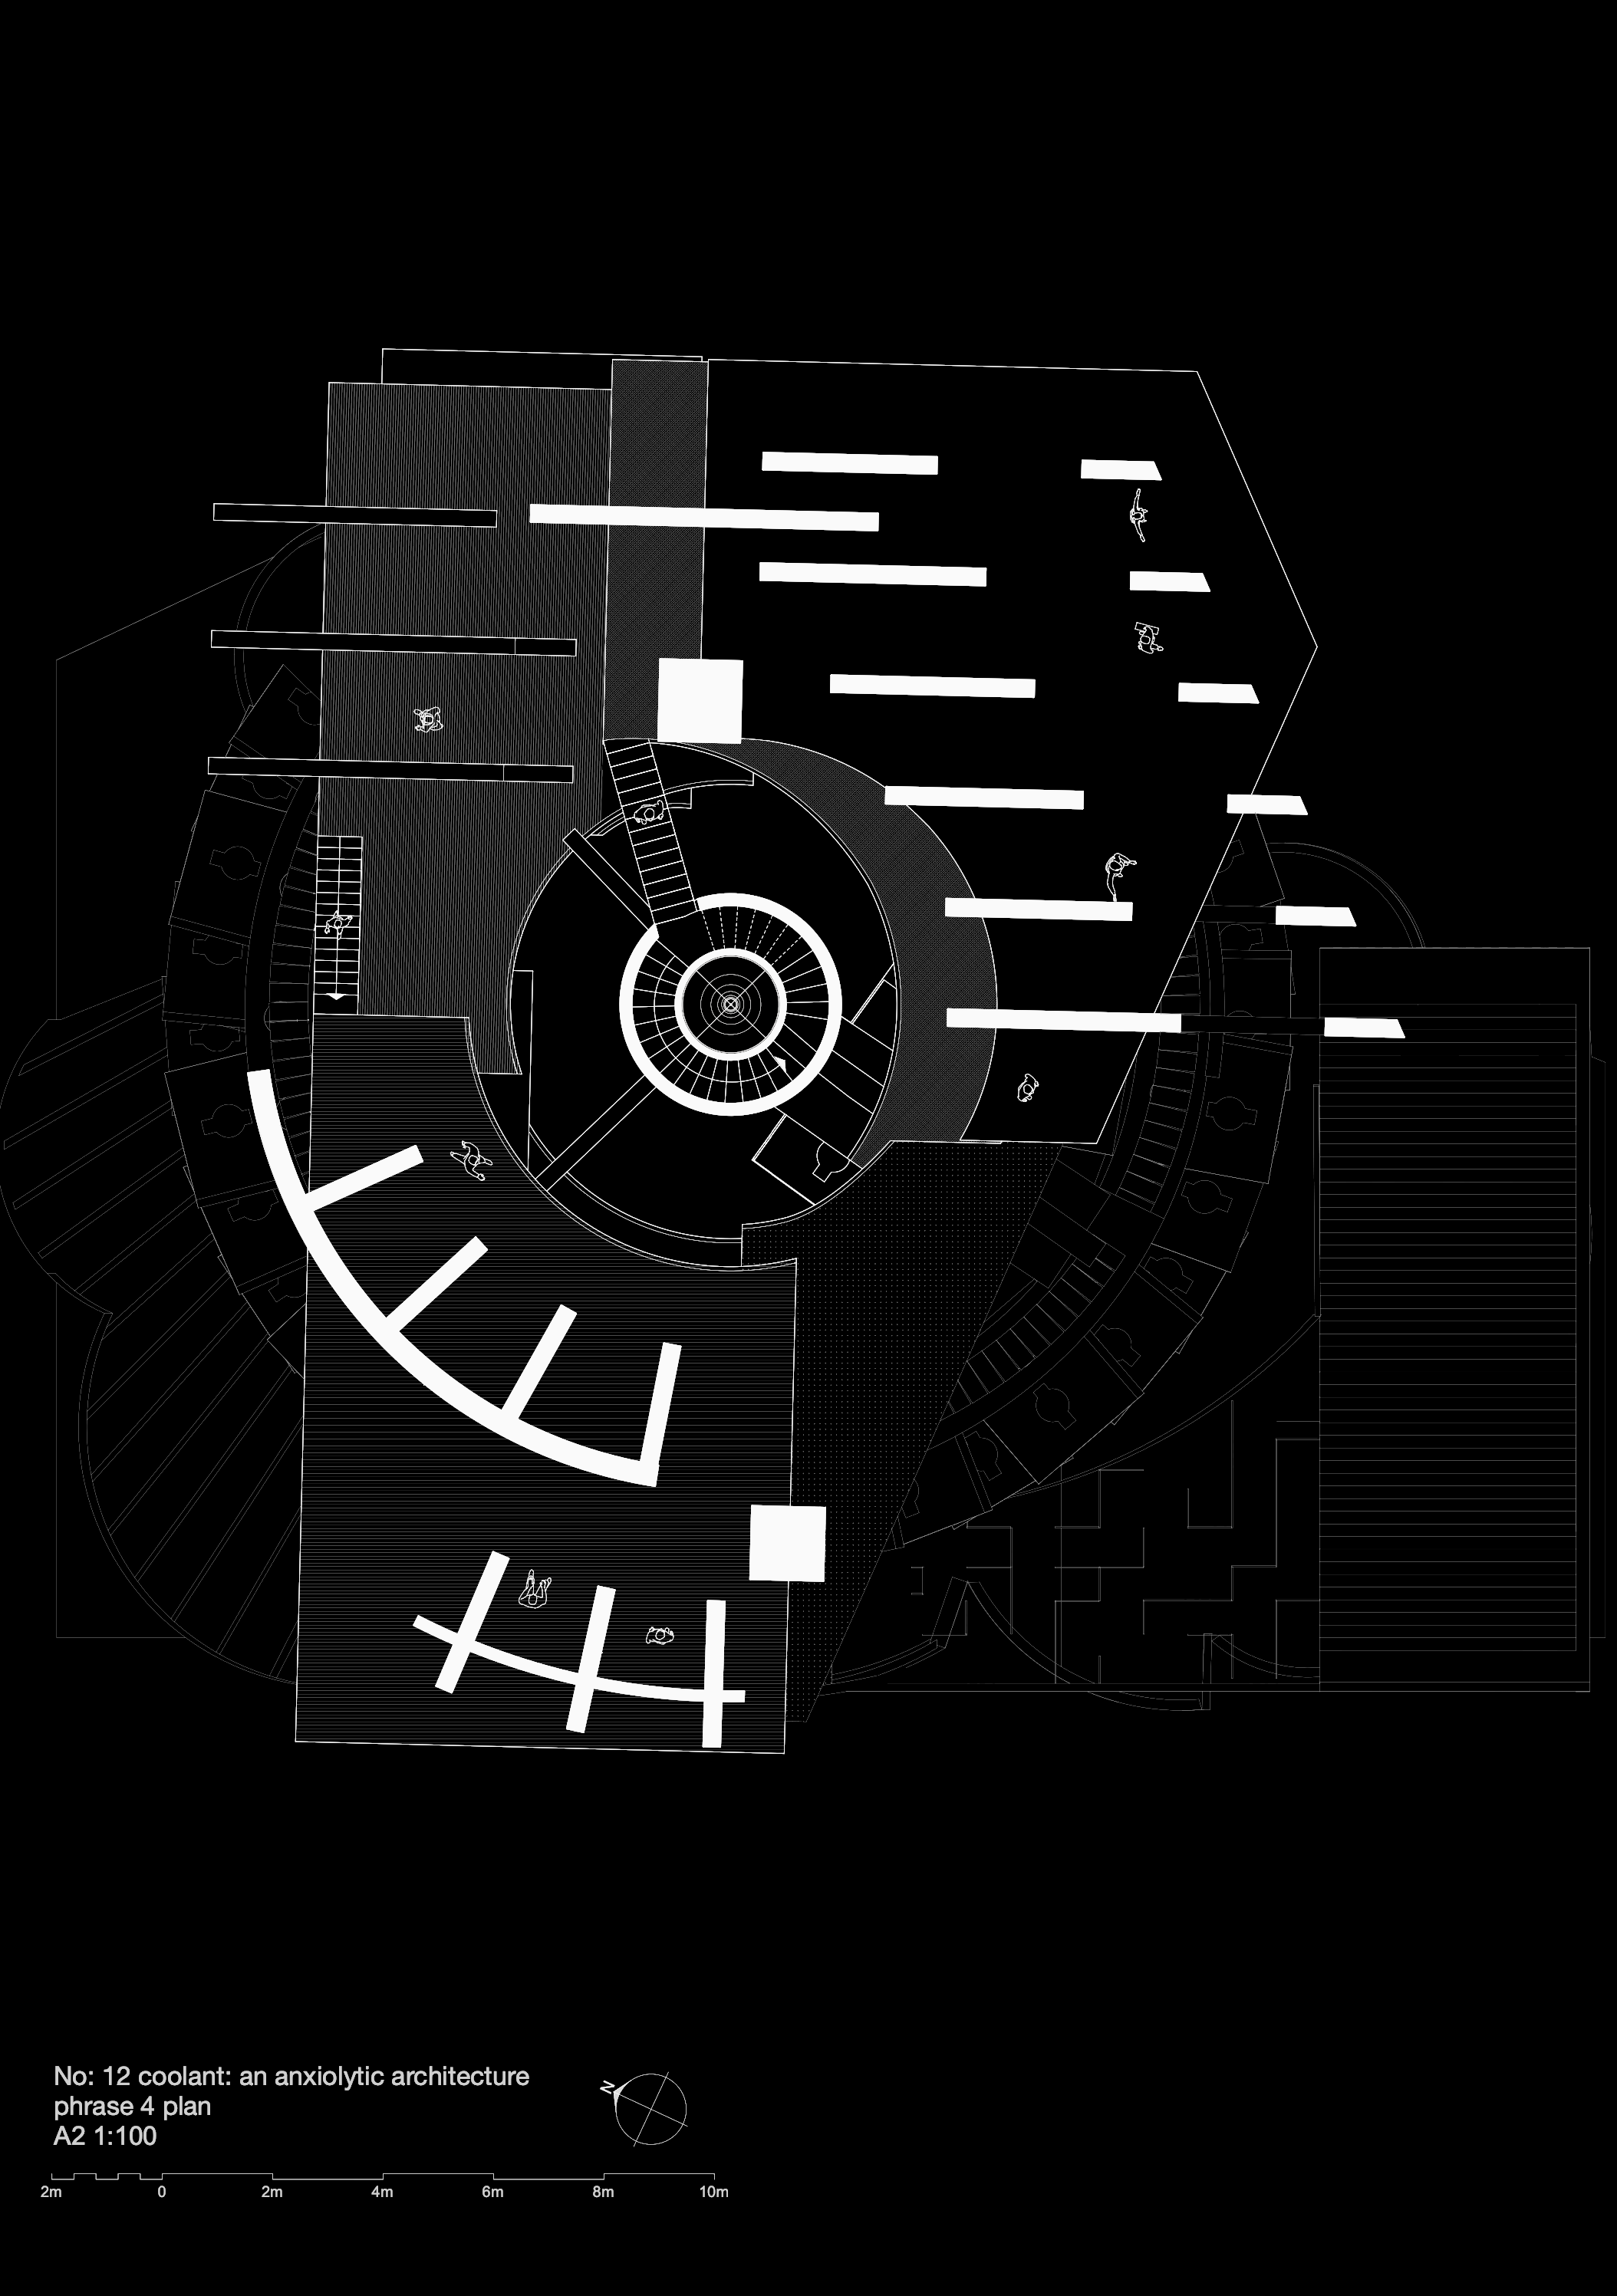 No: 12 coolant: an anxiolytic architecture
phrase 4 plan
A2 1:100
N
2m 0 2m 4m 6m 8m 10m